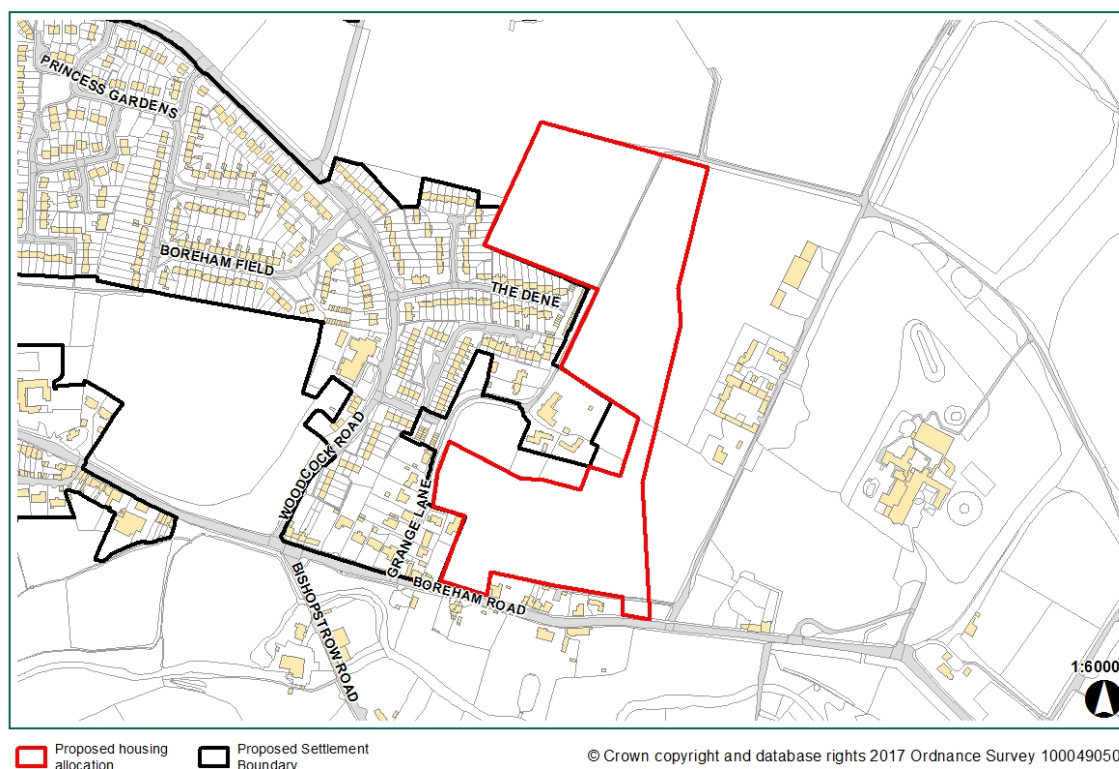 PRINCESS GARDENS
BOREHAM FIELD
THE DENE
WOODCOCK ROAD
GRANGE LANE
BOREHAM ROAD
BISHOPSTROW ROAD
1:6000
Proposed housing
allocation
Proposed Settlement
Boundary
© Crown copyright and database rights 2017 Ordnance Survey 100049050